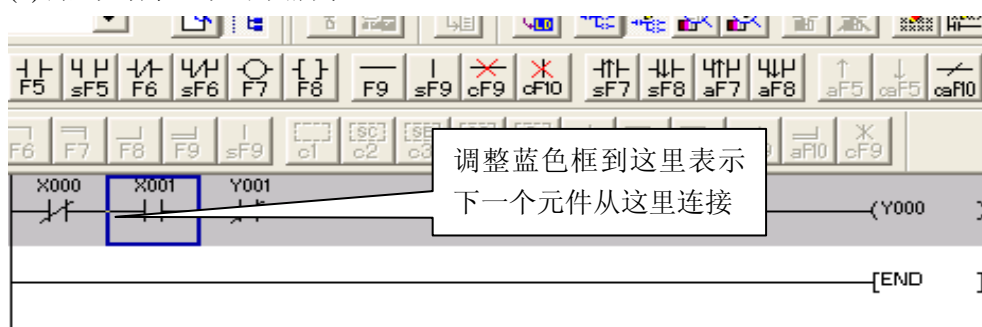 LD
F5 sF5 F6 sF6 F7 F8 F9 sF9 cF9 cF10 sF7 sF8 aF7 aF8 aF5 caF5 caF10
F6 F7 F8 F9 sF9 c1 c2 c3 aF10 cF9
调整蓝色框到这里表示
下一个元件从这里连接
X000 X001 Y001
(Y000 )
[END ]